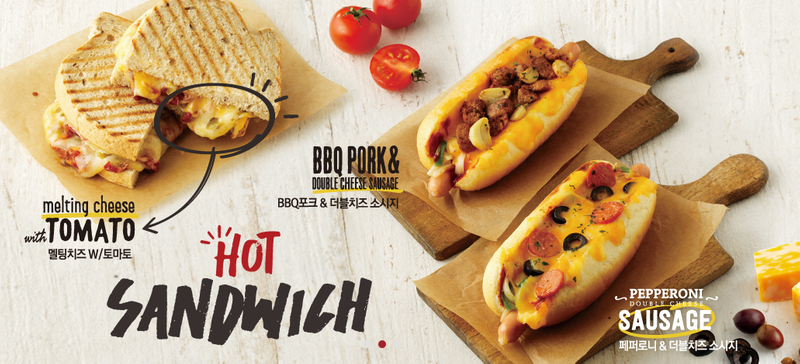 melting cheese
with TOMATO
멜팅치즈 W/토마토
BBQ PORK &
DOUBLE CHEESE SAUSAGE
BBQ포크 & 더블치즈 소시지
HOT
SANDWICH
PEPPERONI
DOUBLE CHEESE
SAUSAGE
페퍼로니 & 더블치즈 소시지